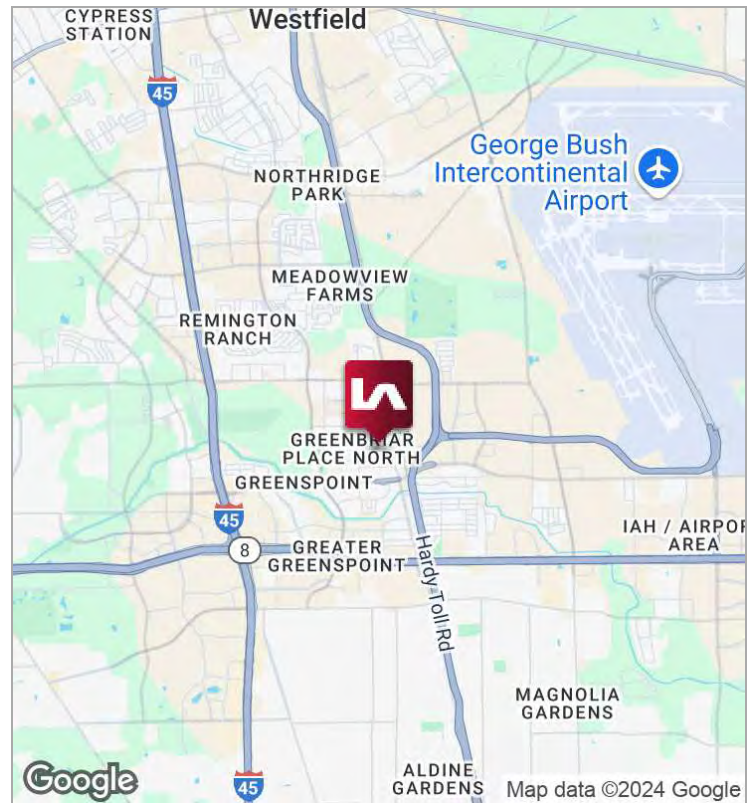 CYPRESS
STATION
Westfield
45
George Bush
Intercontinental
Airport
NORTHRIDGE
PARK
MEADOWVIEW
FARMS
REMINGTON
RANCH
GREENBRIAR
PLACE NORTH
GREENSPOINT
45
8
GREATER
GREENSPOINT
IAH / AIRPOR
AREA
Hardy Toll Rd
MAGNOLIA
GARDENS
ALDINE
GARDENS
45
Google
Map data ©2024 Google